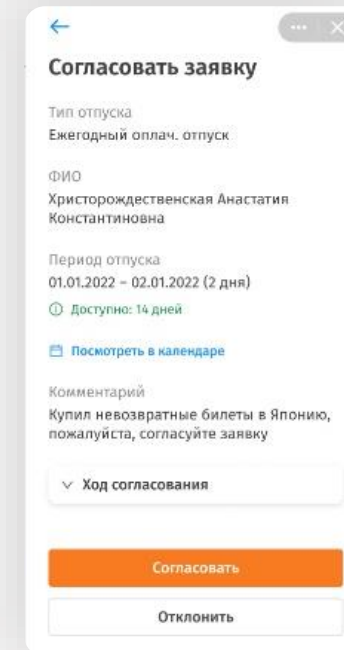 Согласовать заявку
Тип отпуска
Ежегодный оплач. отпуск
ФИО
Христорождественская Анастатия
Константиновна
Период отпуска
01.01.2022 – 02.01.2022 (2 дня)
Доступно: 14 дней
Посмотреть в календаре
Комментарий
Купил невозвратные билеты в Японию,
пожалуйста, согласуйте заявку
Ход согласования
Согласовать
Отклонить